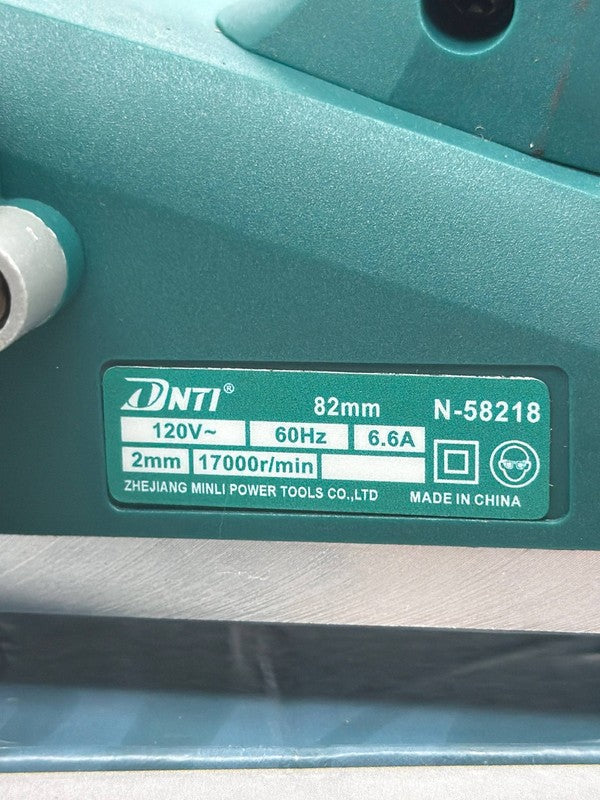 DNTI® 82mm N-58218
120V~ 60Hz 6.6A
2mm 17000r/min
ZHEJIANG MINLI POWER TOOLS CO.,LTD MADE IN CHINA